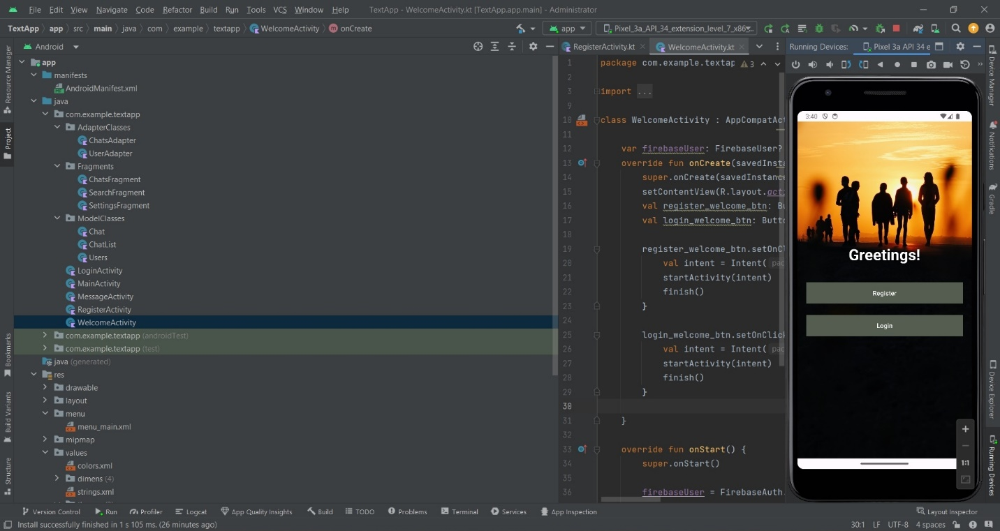 File Edit View Navigate Code Refactor Build Run Tools VCS Window Help TextApp - WelcomeActivity.kt [TextApp.app.main] - Administrator
TextApp app src main java com example textapp WelcomeActivity onCreate app Pixel_3a_API_34_extension_level_7_x86
Android
RegisterActivity.kt WelcomeActivity.kt
Running Devices: Pixel 3a API 34 e
Resource Manager
Project
Bookmarks
Build Variants
Structure
app
manifests
AndroidManifest.xml
java
com.example.textapp
AdapterClasses
ChatsAdapter
UserAdapter
Fragments
ChatsFragment
SearchFragment
SettingsFragment
ModelClasses
Chat
ChatList
Users
LoginActivity
MainActivity
MessageActivity
RegisterActivity
WelcomeActivity
com.example.textapp (androidTest)
com.example.textapp (test)
java (generated)
res
drawable
layout
menu
menu_main.xml
mipmap
values
colors.xml
dimens (4)
strings.xml
1 package com.example.textap 3
2
3 import ...
9
10 class WelcomeActivity : AppCompatAct
11
12 var firebaseUser: FirebaseUser?
13 override fun onCreate(savedInsta
14 super.onCreate(savedInstance
15 setContentView(R.layout.acti
16 val register_welcome_btn: Bu
17 val login_welcome_btn: Butto
18
19 register_welcome_btn.setOnCl
20 val intent = Intent( pac
21 startActivity(intent)
22 finish()
23 }
24
25 login_welcome_btn.setOnClick
26 val intent = Intent( pac
27 startActivity(intent)
28 finish()
29 }
30
31 }
32
33 override fun onStart() {
34 super.onStart()
35
36 firebaseUser = FirebaseAuth.
3:40
Greetings!
Register
Login
1:1
Device Manager
Notifications
Gradle
Device Explorer
Running Devices
Version Control Run Profiler Logcat App Quality Insights Build TODO Problems Terminal Services App Inspection Layout Inspector
Install successfully finished in 1 s 105 ms. (26 minutes ago) 30:1 LF UTF-8 4 spaces